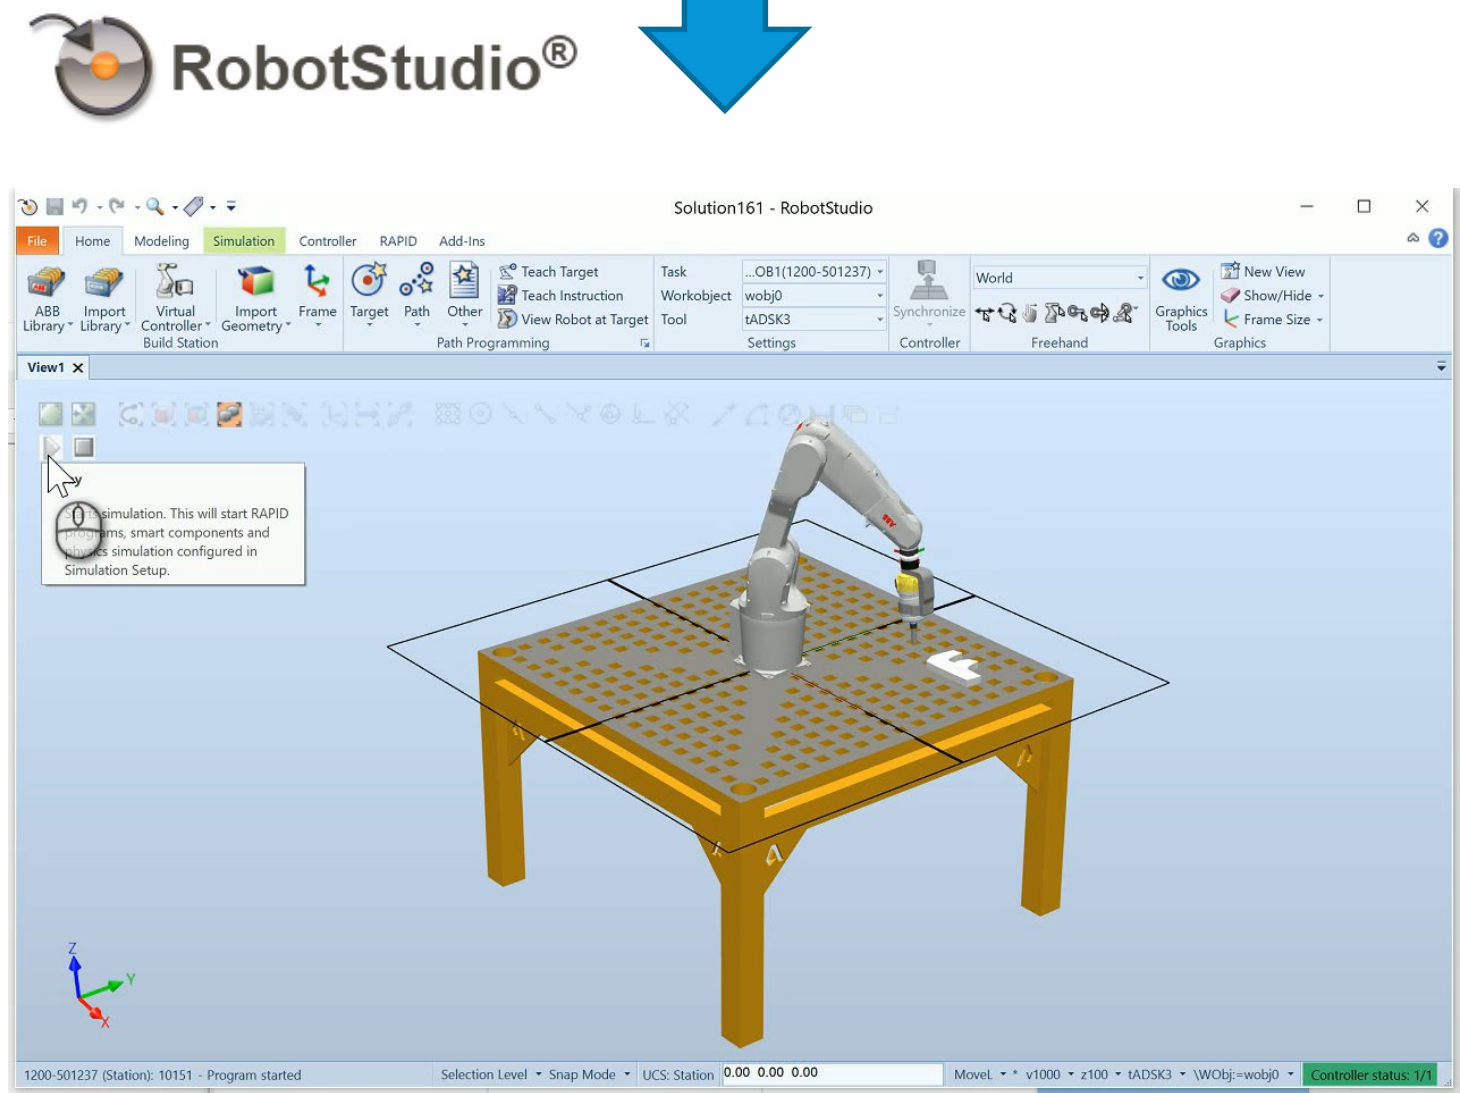 RobotStudio®
Solution161 - RobotStudio
File Home Modeling Simulation Controller RAPID Add-Ins
ABB Library
Import Library
Virtual Controller
Import Geometry
Frame
Build Station
Target
Path
Other
Teach Target
Teach Instruction
View Robot at Target
Path Programming
Task ...OB1(1200-501237)
Workobject wobj0
Tool tADSK3
Settings
Synchronize
Controller
World
Freehand
Graphics Tools
New View
Show/Hide
Frame Size
Graphics
View1
simulation. This will start RAPID
smart components and
simulation configured in
Simulation Setup.
Z
Y
X
1200-501237 (Station): 10151 - Program started
Selection Level Snap Mode UCS: Station 0.00 0.00 0.00
MoveL * v1000 z100 tADSK3 \WObj:=wobj0 Controller status: 1/1